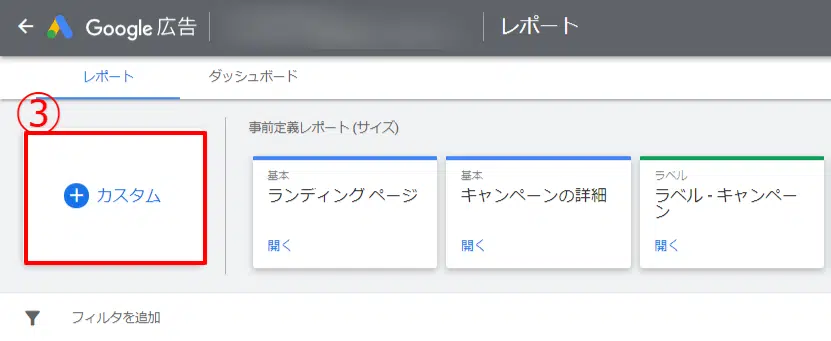 Google 広告
レポート
レポート
ダッシュボード
③
カスタム
事前定義レポート (サイズ)
基本
ランディング ページ
開く
基本
キャンペーンの詳細
開く
ラベル
ラベル - キャンペー
ン
開く
フィルタを追加